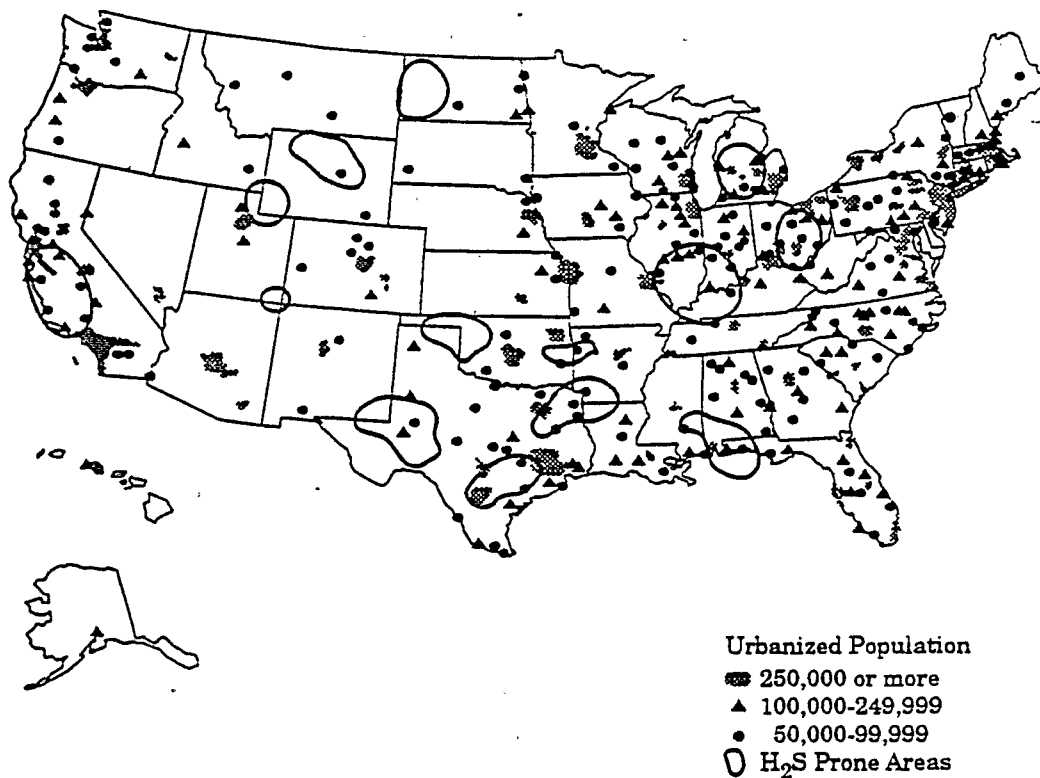 Urbanized Population
250,000 or more
100,000-249,999
50,000-99,999
H₂S Prone Areas